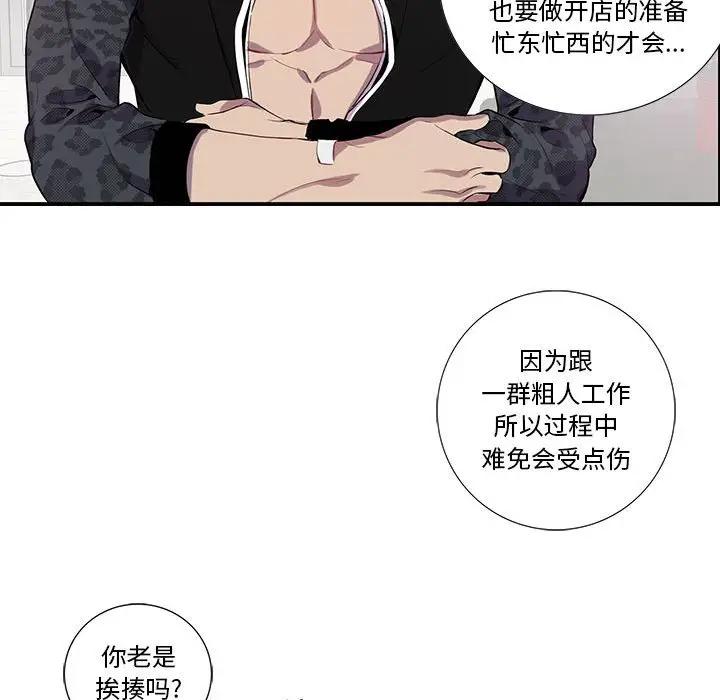 也要做开店的准备
忙东忙西的才会...
因为跟
一群粗人工作
所以过程中
难免会受点伤
你老是
挨揍吗?